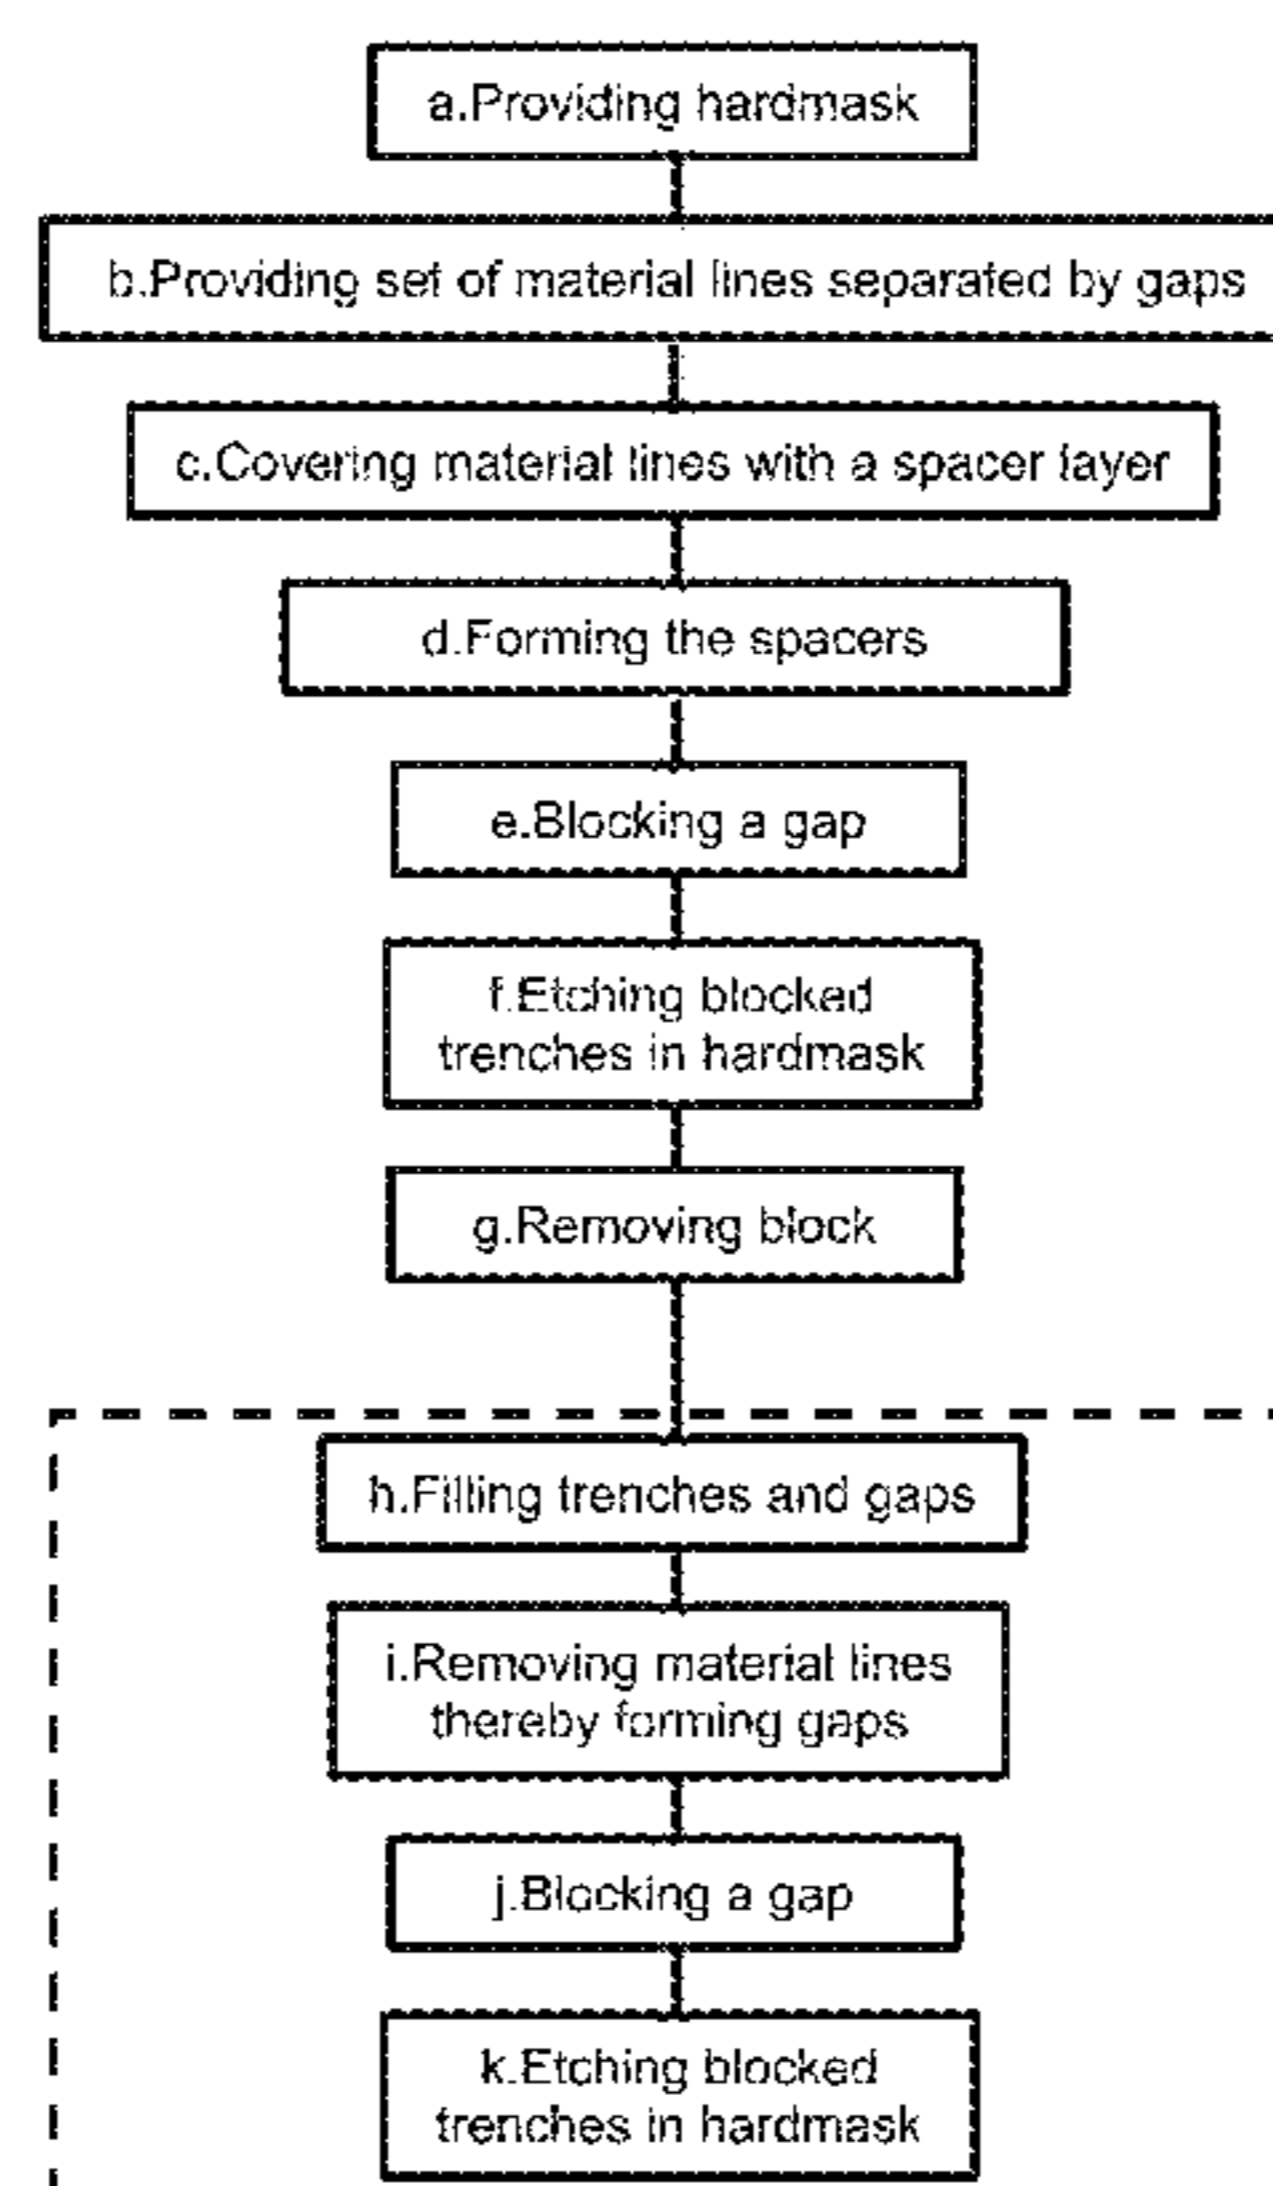 a.Providing hardmask
b.Providing set of material lines separated by gaps
c.Covering material lines with a spacer layer
d.Forming the spacers
e.Blocking a gap
f.Etching blocked
trenches in hardmask
g.Removing block
h.Filling trenches and gaps
i.Removing material lines
thereby forming gaps
j.Blocking a gap
k.Etching blocked
trenches in hardmask